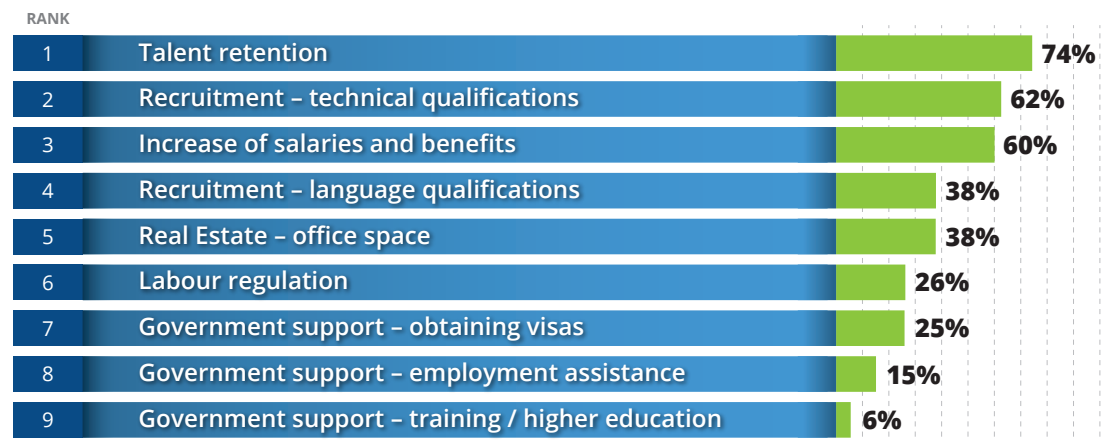 RANK
1 Talent retention 74%
2 Recruitment – technical qualifications 62%
3 Increase of salaries and benefits 60%
4 Recruitment – language qualifications 38%
5 Real Estate – office space 38%
6 Labour regulation 26%
7 Government support – obtaining visas 25%
8 Government support – employment assistance 15%
9 Government support – training / higher education 6%